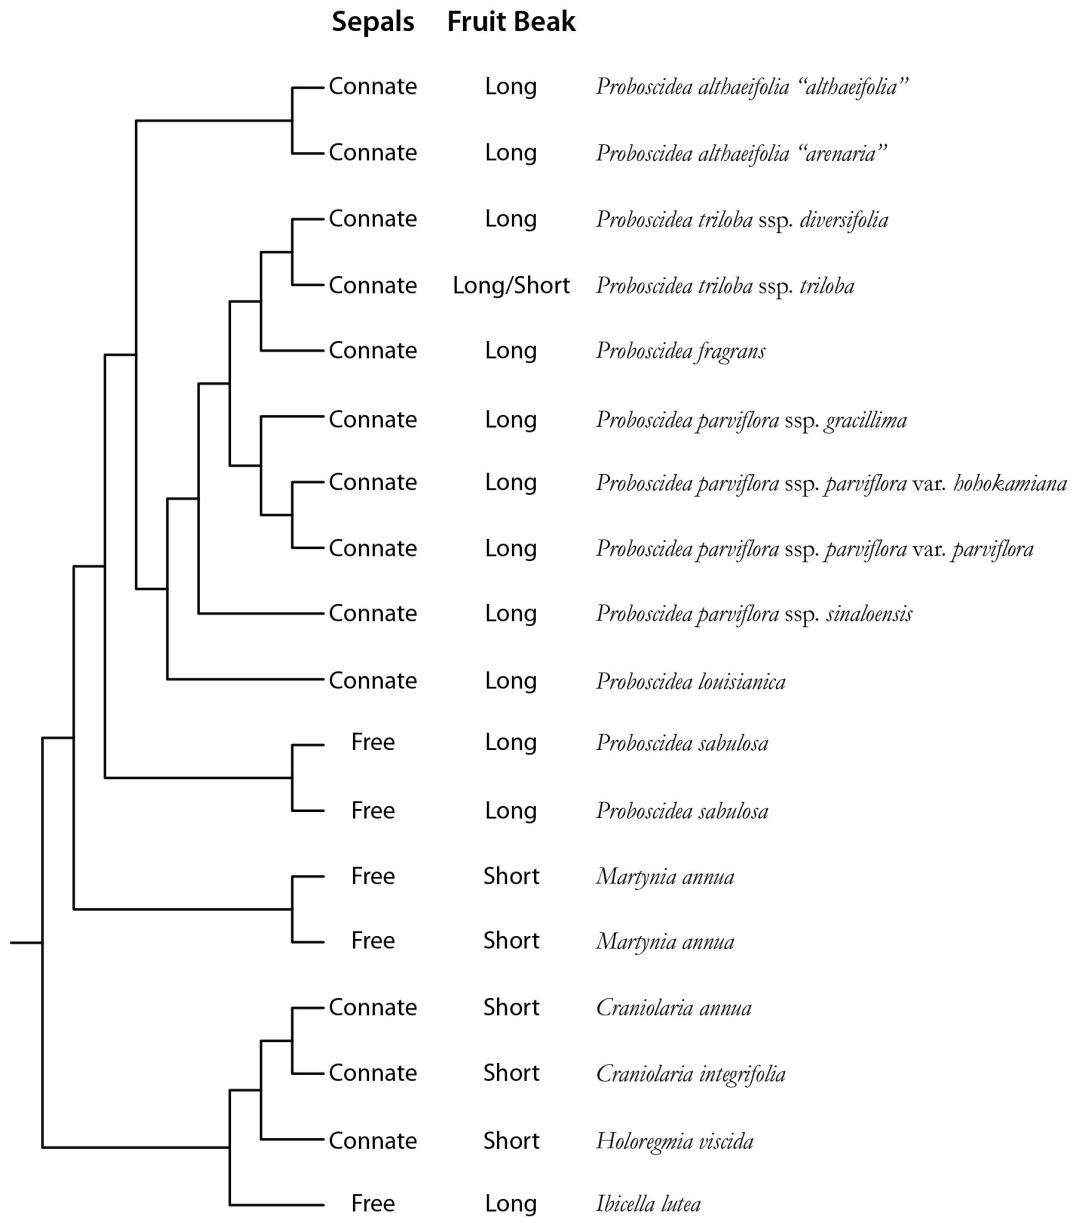 Sepals Fruit Beak
Connate Long Proboscidea althaeifolia “althaeifolia”
Connate Long Proboscidea althaeifolia “arenaria”
Connate Long Proboscidea triloba ssp. diversifolia
Connate Long/Short Proboscidea triloba ssp. triloba
Connate Long Proboscidea fragrans
Connate Long Proboscidea parviflora ssp. gracillima
Connate Long Proboscidea parviflora ssp. parviflora var. hohokamiana
Connate Long Proboscidea parviflora ssp. parviflora var. parviflora
Connate Long Proboscidea parviflora ssp. sinaloensis
Connate Long Proboscidea louisianica
Free Long Proboscidea sabulosa
Free Long Proboscidea sabulosa
Free Short Martynia annua
Free Short Martynia annua
Connate Short Craniolaria annua
Connate Short Craniolaria integrifolia
Connate Short Holoregmia viscida
Free Long Ibicella lutea